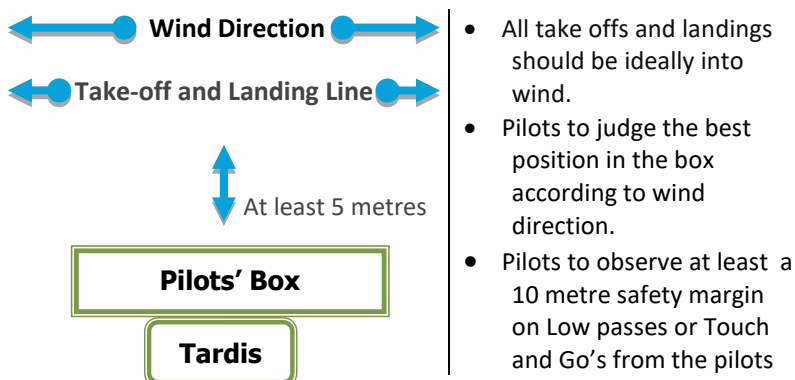 Wind Direction
Take-off and Landing Line
At least 5 metres
Pilots’ Box
Tardis
• All take offs and landings
should be ideally into
wind.
• Pilots to judge the best
position in the box
according to wind
direction.
• Pilots to observe at least a
10 metre safety margin
on Low passes or Touch
and Go’s from the pilots